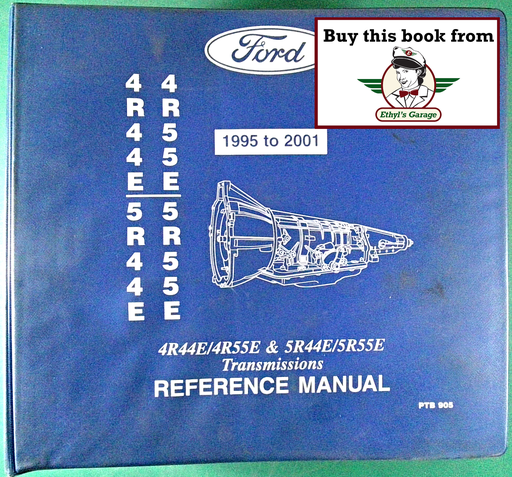 Ford
Buy this book from
Ethyl's Garage
4R44E 4R55E
5R44E 5R55E
1995 to 2001
4R44E/4R55E & 5R44E/5R55E
Transmissions
REFERENCE MANUAL
PTB 905